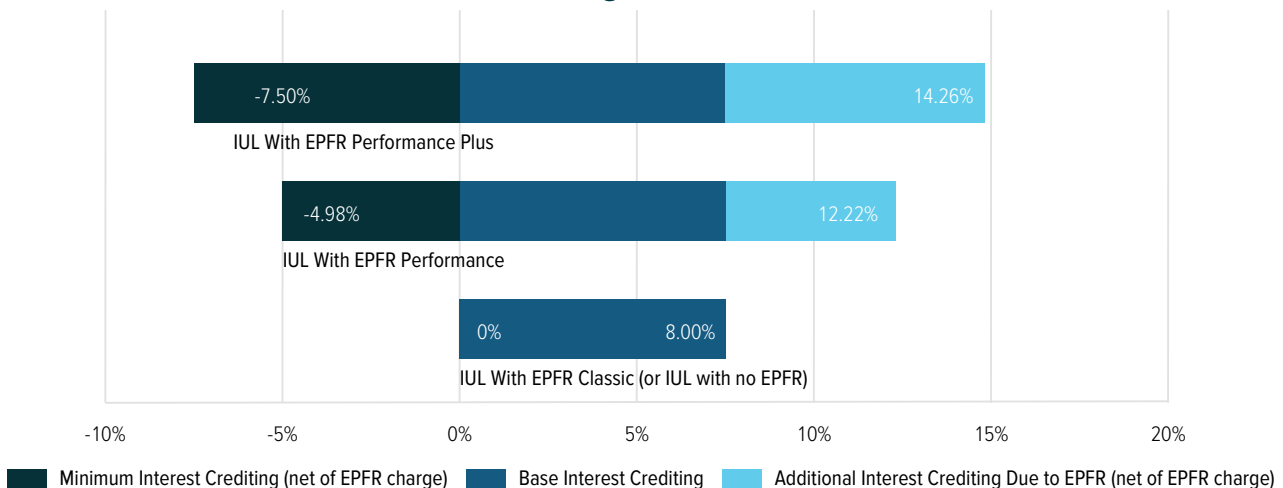 -7.50% 14.26%
IUL With EPFR Performance Plus
-4.98% 12.22%
IUL With EPFR Performance
0% 8.00%
IUL With EPFR Classic (or IUL with no EPFR)
-10% -5% 0% 5% 10% 15% 20%
Minimum Interest Crediting (net of EPFR charge) Base Interest Crediting Additional Interest Crediting Due to EPFR (net of EPFR charge)